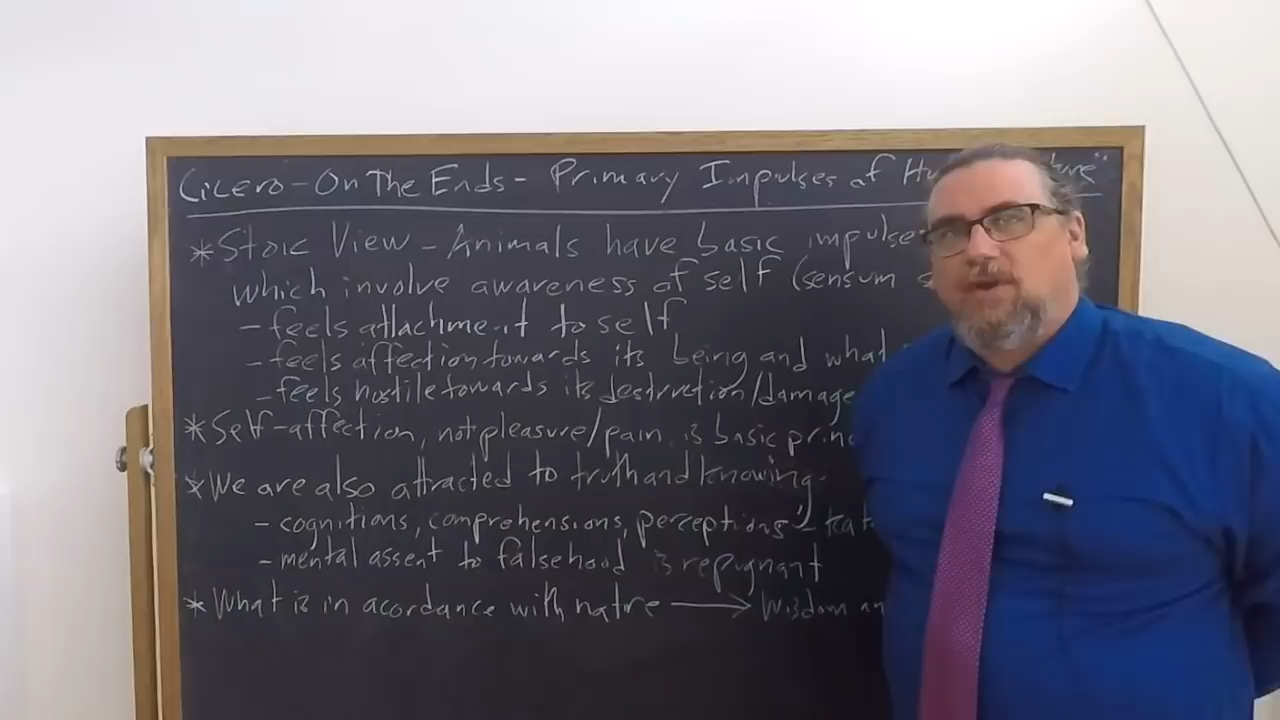 Cicero - On The Ends - Primary Impulses of Hu
* Stoic View - Animals have basic impulse
which involve awareness of self (sensum s
- feels attachment to self
- feels affection towards its being and what
- feels hostile towards its destruction/damage
* Self-affection, not pleasure/pain, is basic princ
* We are also attracted to truth and knowing.
- cognitions, comprehensions, perceptions" -
- mental assent to falsehood is repugnant
* What is in acordance with natre → Wisdom an